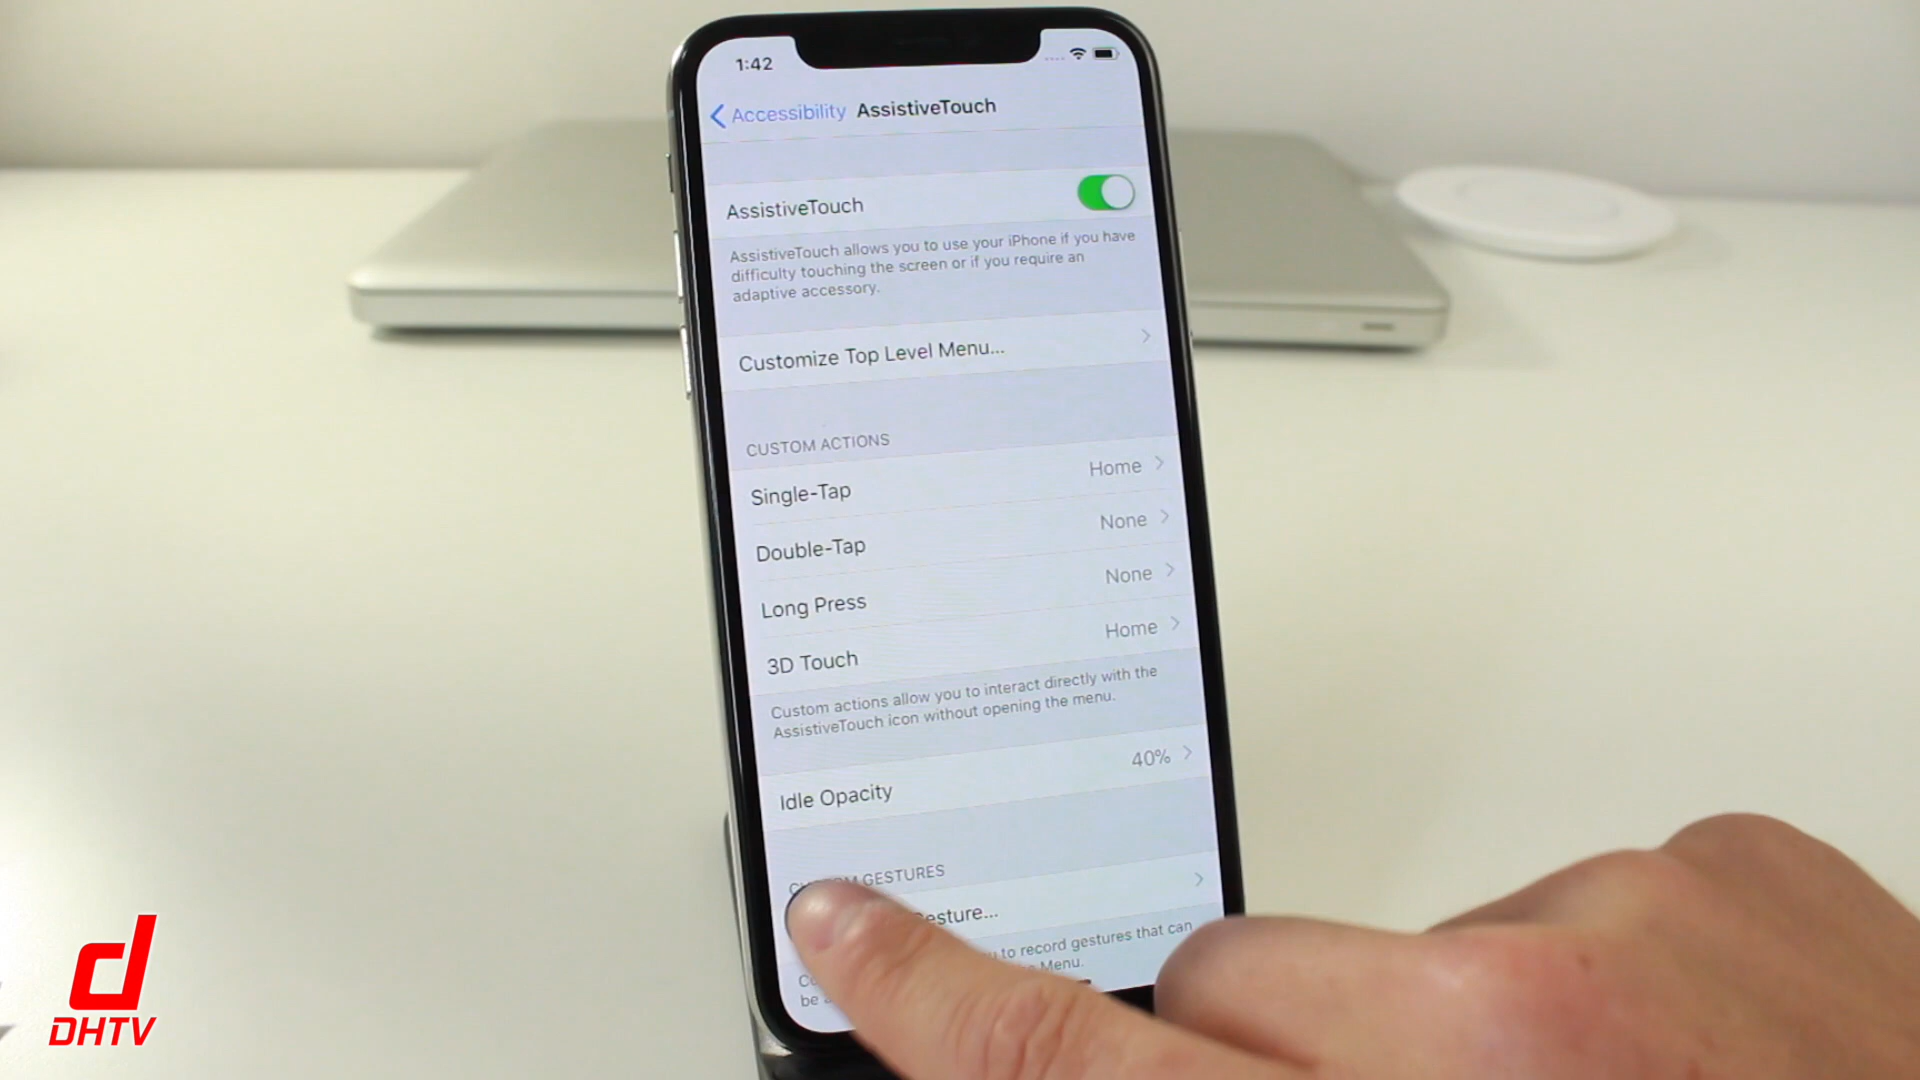 1:42
Accessibility AssistiveTouch
AssistiveTouch
AssistiveTouch allows you to use your iPhone if you have
difficulty touching the screen or if you require an
adaptive accessory.
Customize Top Level Menu...
CUSTOM ACTIONS
Single-Tap Home
Double-Tap None
Long Press None
3D Touch Home
Custom actions allow you to interact directly with the
AssistiveTouch icon without opening the menu.
Idle Opacity 40%
GESTURES
to record gestures that can
Menu.
be
d
DHTV